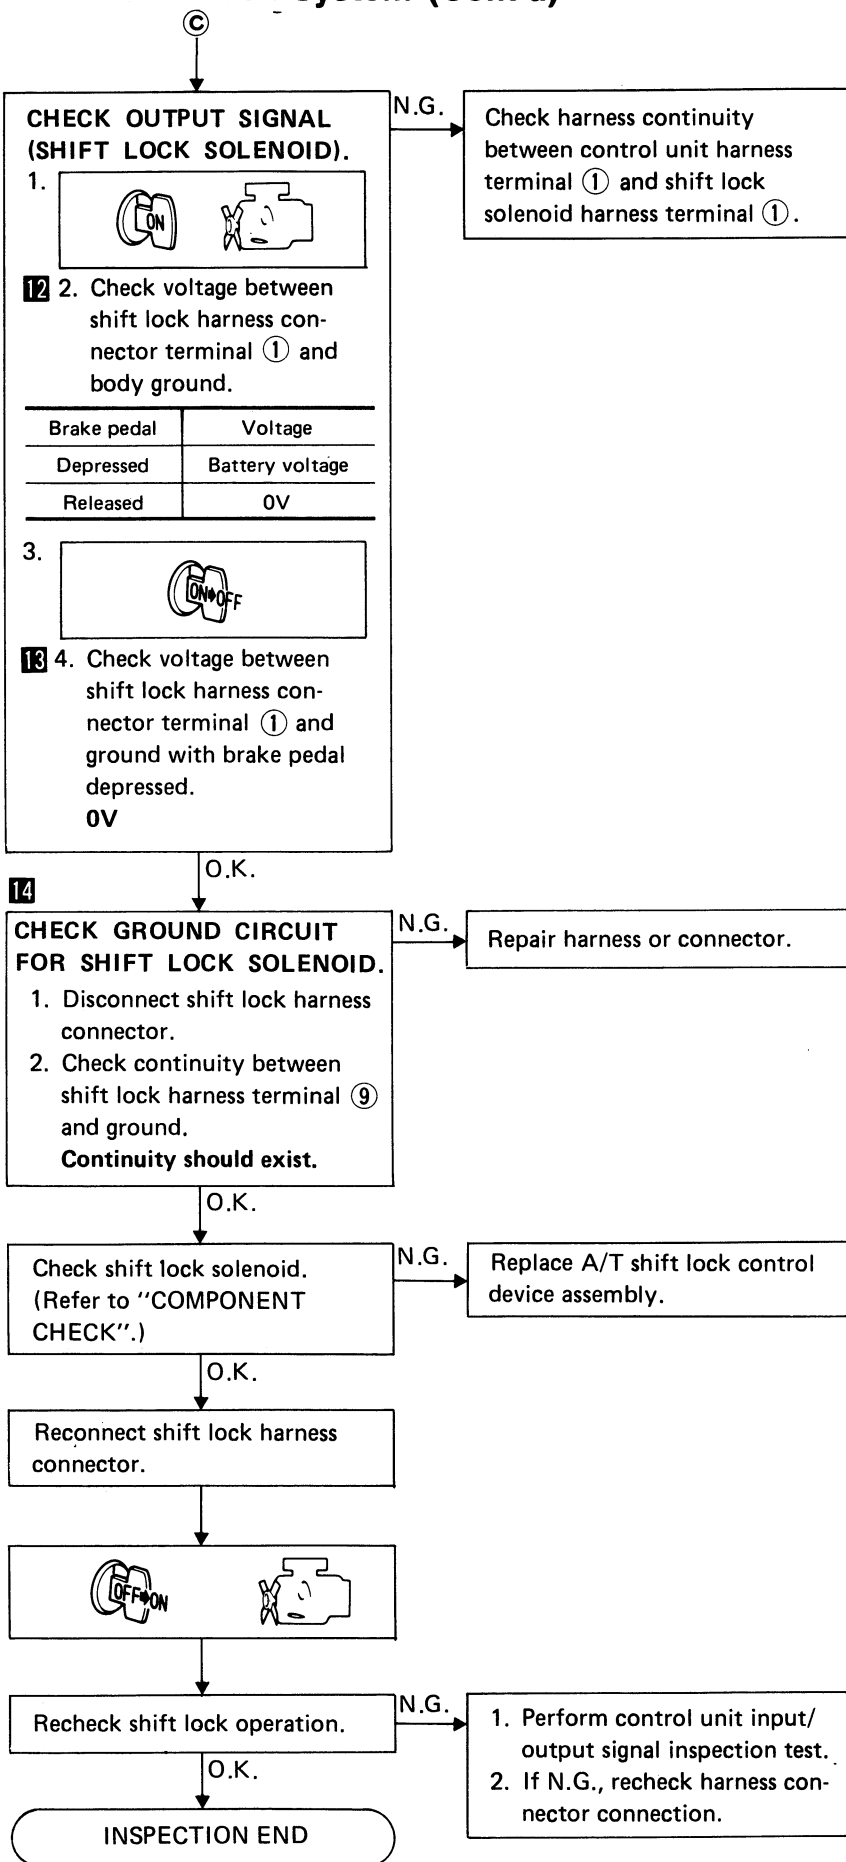 System (Cont'd)
C
CHECK OUTPUT SIGNAL
(SHIFT LOCK SOLENOID).
1.
ON
12 2. Check voltage between
shift lock harness con-
nector terminal ① and
body ground.
Brake pedal Voltage
Depressed Battery voltage
Released 0V
3.
ON➡OFF
13 4. Check voltage between
shift lock harness con-
nector terminal ① and
ground with brake pedal
depressed.
0V
N.G.
Check harness continuity
between control unit harness
terminal ① and shift lock
solenoid harness terminal ①.
O.K.
14
CHECK GROUND CIRCUIT
FOR SHIFT LOCK SOLENOID.
1. Disconnect shift lock harness
connector.
2. Check continuity between
shift lock harness terminal ⑨
and ground.
Continuity should exist.
N.G.
Repair harness or connector.
O.K.
Check shift lock solenoid.
(Refer to "COMPONENT
CHECK".)
N.G.
Replace A/T shift lock control
device assembly.
O.K.
Reconnect shift lock harness
connector.
OFF➡ON
Recheck shift lock operation.
N.G.
1. Perform control unit input/
output signal inspection test.
2. If N.G., recheck harness con-
nector connection.
O.K.
INSPECTION END